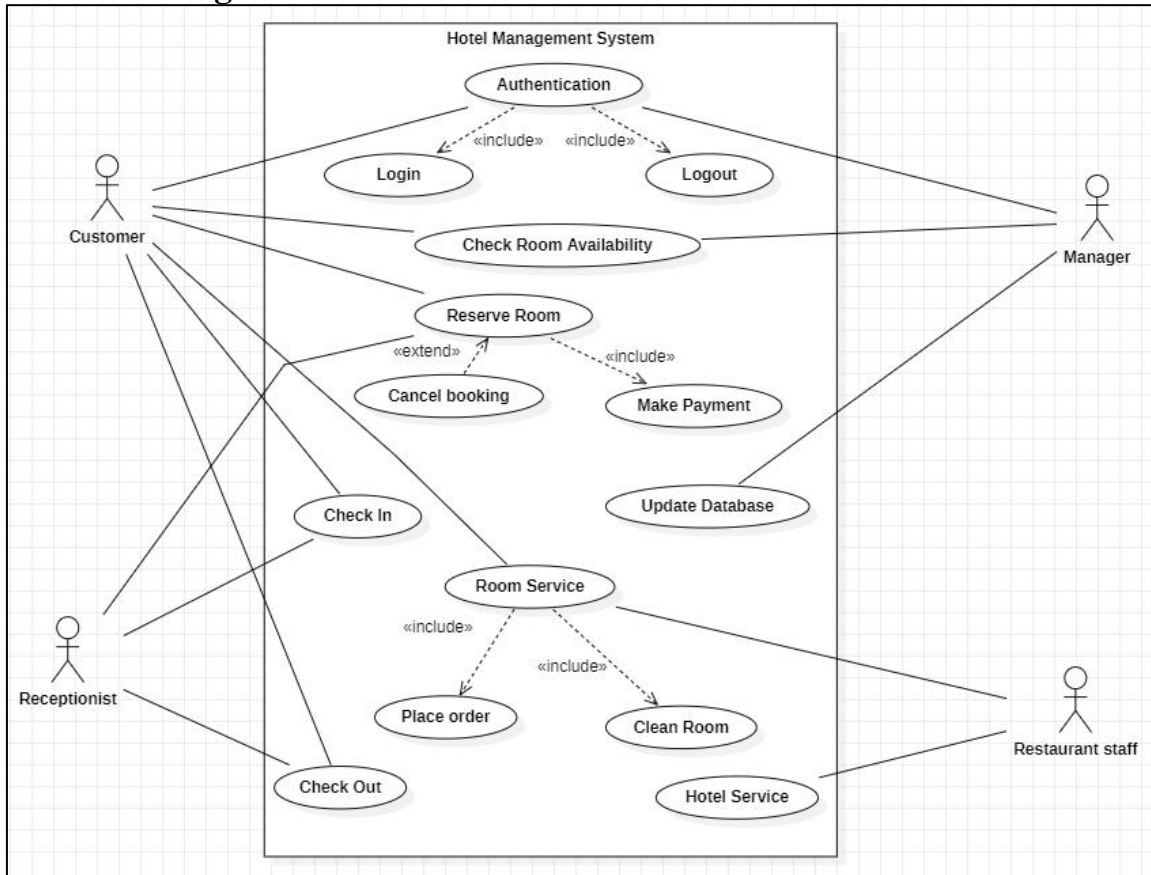 Hotel Management System
Authentication
«include» «include»
Login
Logout
Customer
Check Room Availability
Manager
Reserve Room
«extend»
«include»
Cancel booking
Make Payment
Check In
Update Database
Room Service
«include»
«include»
Receptionist
Place order
Clean Room
Restaurant staff
Check Out
Hotel Service